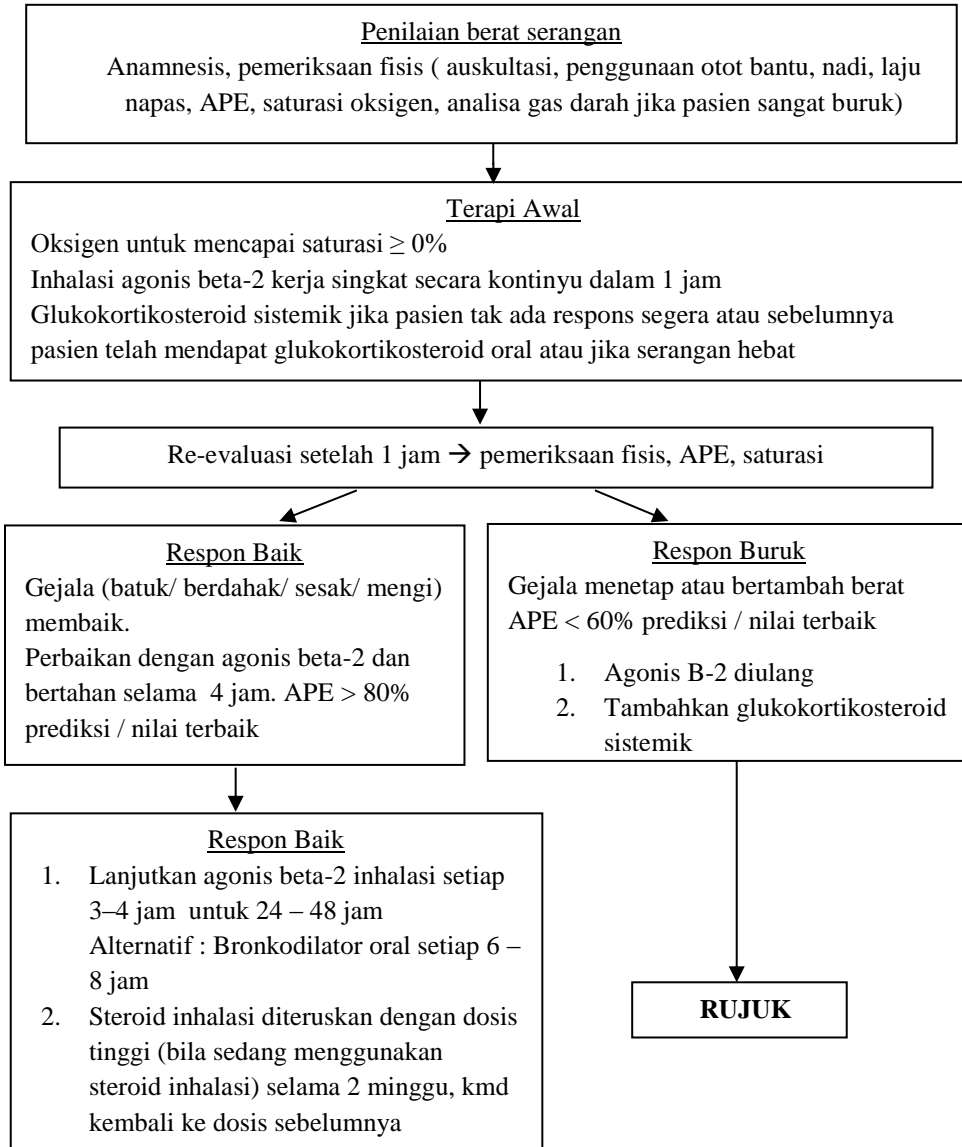 Penilaian berat serangan
Anamnesis, pemeriksaan fisis ( auskultasi, penggunaan otot bantu, nadi, laju
napas, APE, saturasi oksigen, analisa gas darah jika pasien sangat buruk)
Terapi Awal
Oksigen untuk mencapai saturasi ≥ 0%
Inhalasi agonis beta-2 kerja singkat secara kontinyu dalam 1 jam
Glukokortikosteroid sistemik jika pasien tak ada respons segera atau sebelumnya
pasien telah mendapat glukokortikosteroid oral atau jika serangan hebat
Re-evaluasi setelah 1 jam → pemeriksaan fisis, APE, saturasi
Respon Baik
Gejala (batuk/ berdahak/ sesak/ mengi)
membaik.
Perbaikan dengan agonis beta-2 dan
bertahan selama 4 jam. APE > 80%
prediksi / nilai terbaik
Respon Buruk
Gejala menetap atau bertambah berat
APE < 60% prediksi / nilai terbaik
1. Agonis B-2 diulang
2. Tambahkan glukokortikosteroid
sistemik
Respon Baik
1. Lanjutkan agonis beta-2 inhalasi setiap
3–4 jam untuk 24 – 48 jam
Alternatif : Bronkodilator oral setiap 6 –
8 jam
2. Steroid inhalasi diteruskan dengan dosis
tinggi (bila sedang menggunakan
steroid inhalasi) selama 2 minggu, kmd
kembali ke dosis sebelumnya
RUJUK